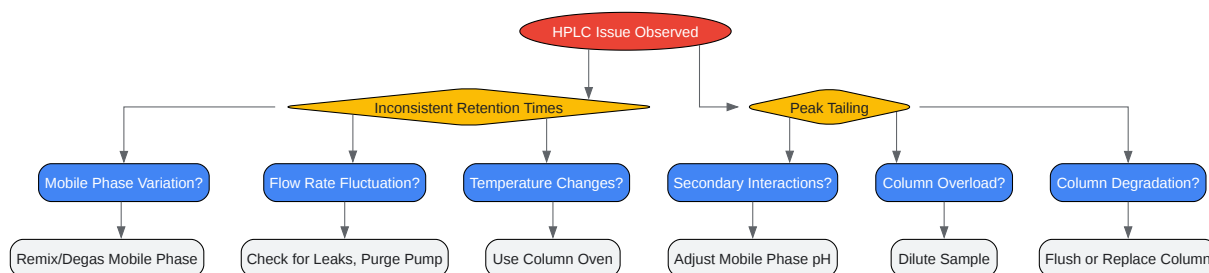 HPLC Issue Observed
Inconsistent Retention Times
Peak Tailing
Mobile Phase Variation?
Flow Rate Fluctuation?
Temperature Changes?
Secondary Interactions?
Column Overload?
Column Degradation?
Remix/Degas Mobile Phase
Check for Leaks, Purge Pump
Use Column Oven
Adjust Mobile Phase pH
Dilute Sample
Flush or Replace Column